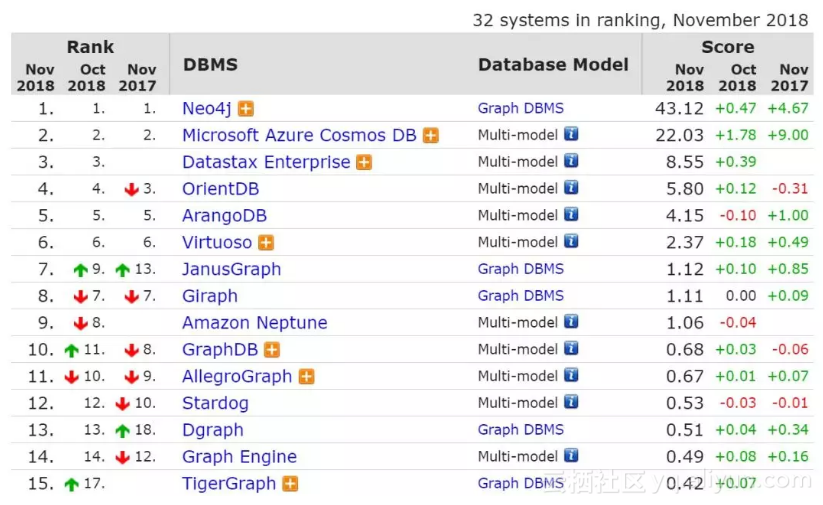 32 systems in ranking, November 2018
Rank DBMS Database Model Score
Nov 2018 Oct 2018 Nov 2017 Nov 2018 Oct 2018 Nov 2017
1. 1. 1. Neo4j Graph DBMS 43.12 +0.47 +4.67
2. 2. 2. Microsoft Azure Cosmos DB Multi-model 22.03 +1.78 +9.00
3. 3. Datastax Enterprise Multi-model 8.55 +0.39
4. 4. 3. OrientDB Multi-model 5.80 +0.12 -0.31
5. 5. 5. ArangoDB Multi-model 4.15 -0.10 +1.00
6. 6. 6. Virtuoso Multi-model 2.37 +0.18 +0.49
7. 9. 13. JanusGraph Graph DBMS 1.12 +0.10 +0.85
8. 7. 7. Giraph Graph DBMS 1.11 0.00 +0.09
9. 8. Amazon Neptune Multi-model 1.06 -0.04
10. 11. 8. GraphDB Multi-model 0.68 +0.03 -0.06
11. 10. 9. AllegroGraph Multi-model 0.67 +0.01 +0.07
12. 12. 10. Stardog Multi-model 0.53 -0.03 -0.01
13. 13. 18. Dgraph Graph DBMS 0.51 +0.04 +0.34
14. 14. 12. Graph Engine Multi-model 0.49 +0.08 +0.16
15. 17. TigerGraph Graph DBMS 0.42 +0.07
云栖社区